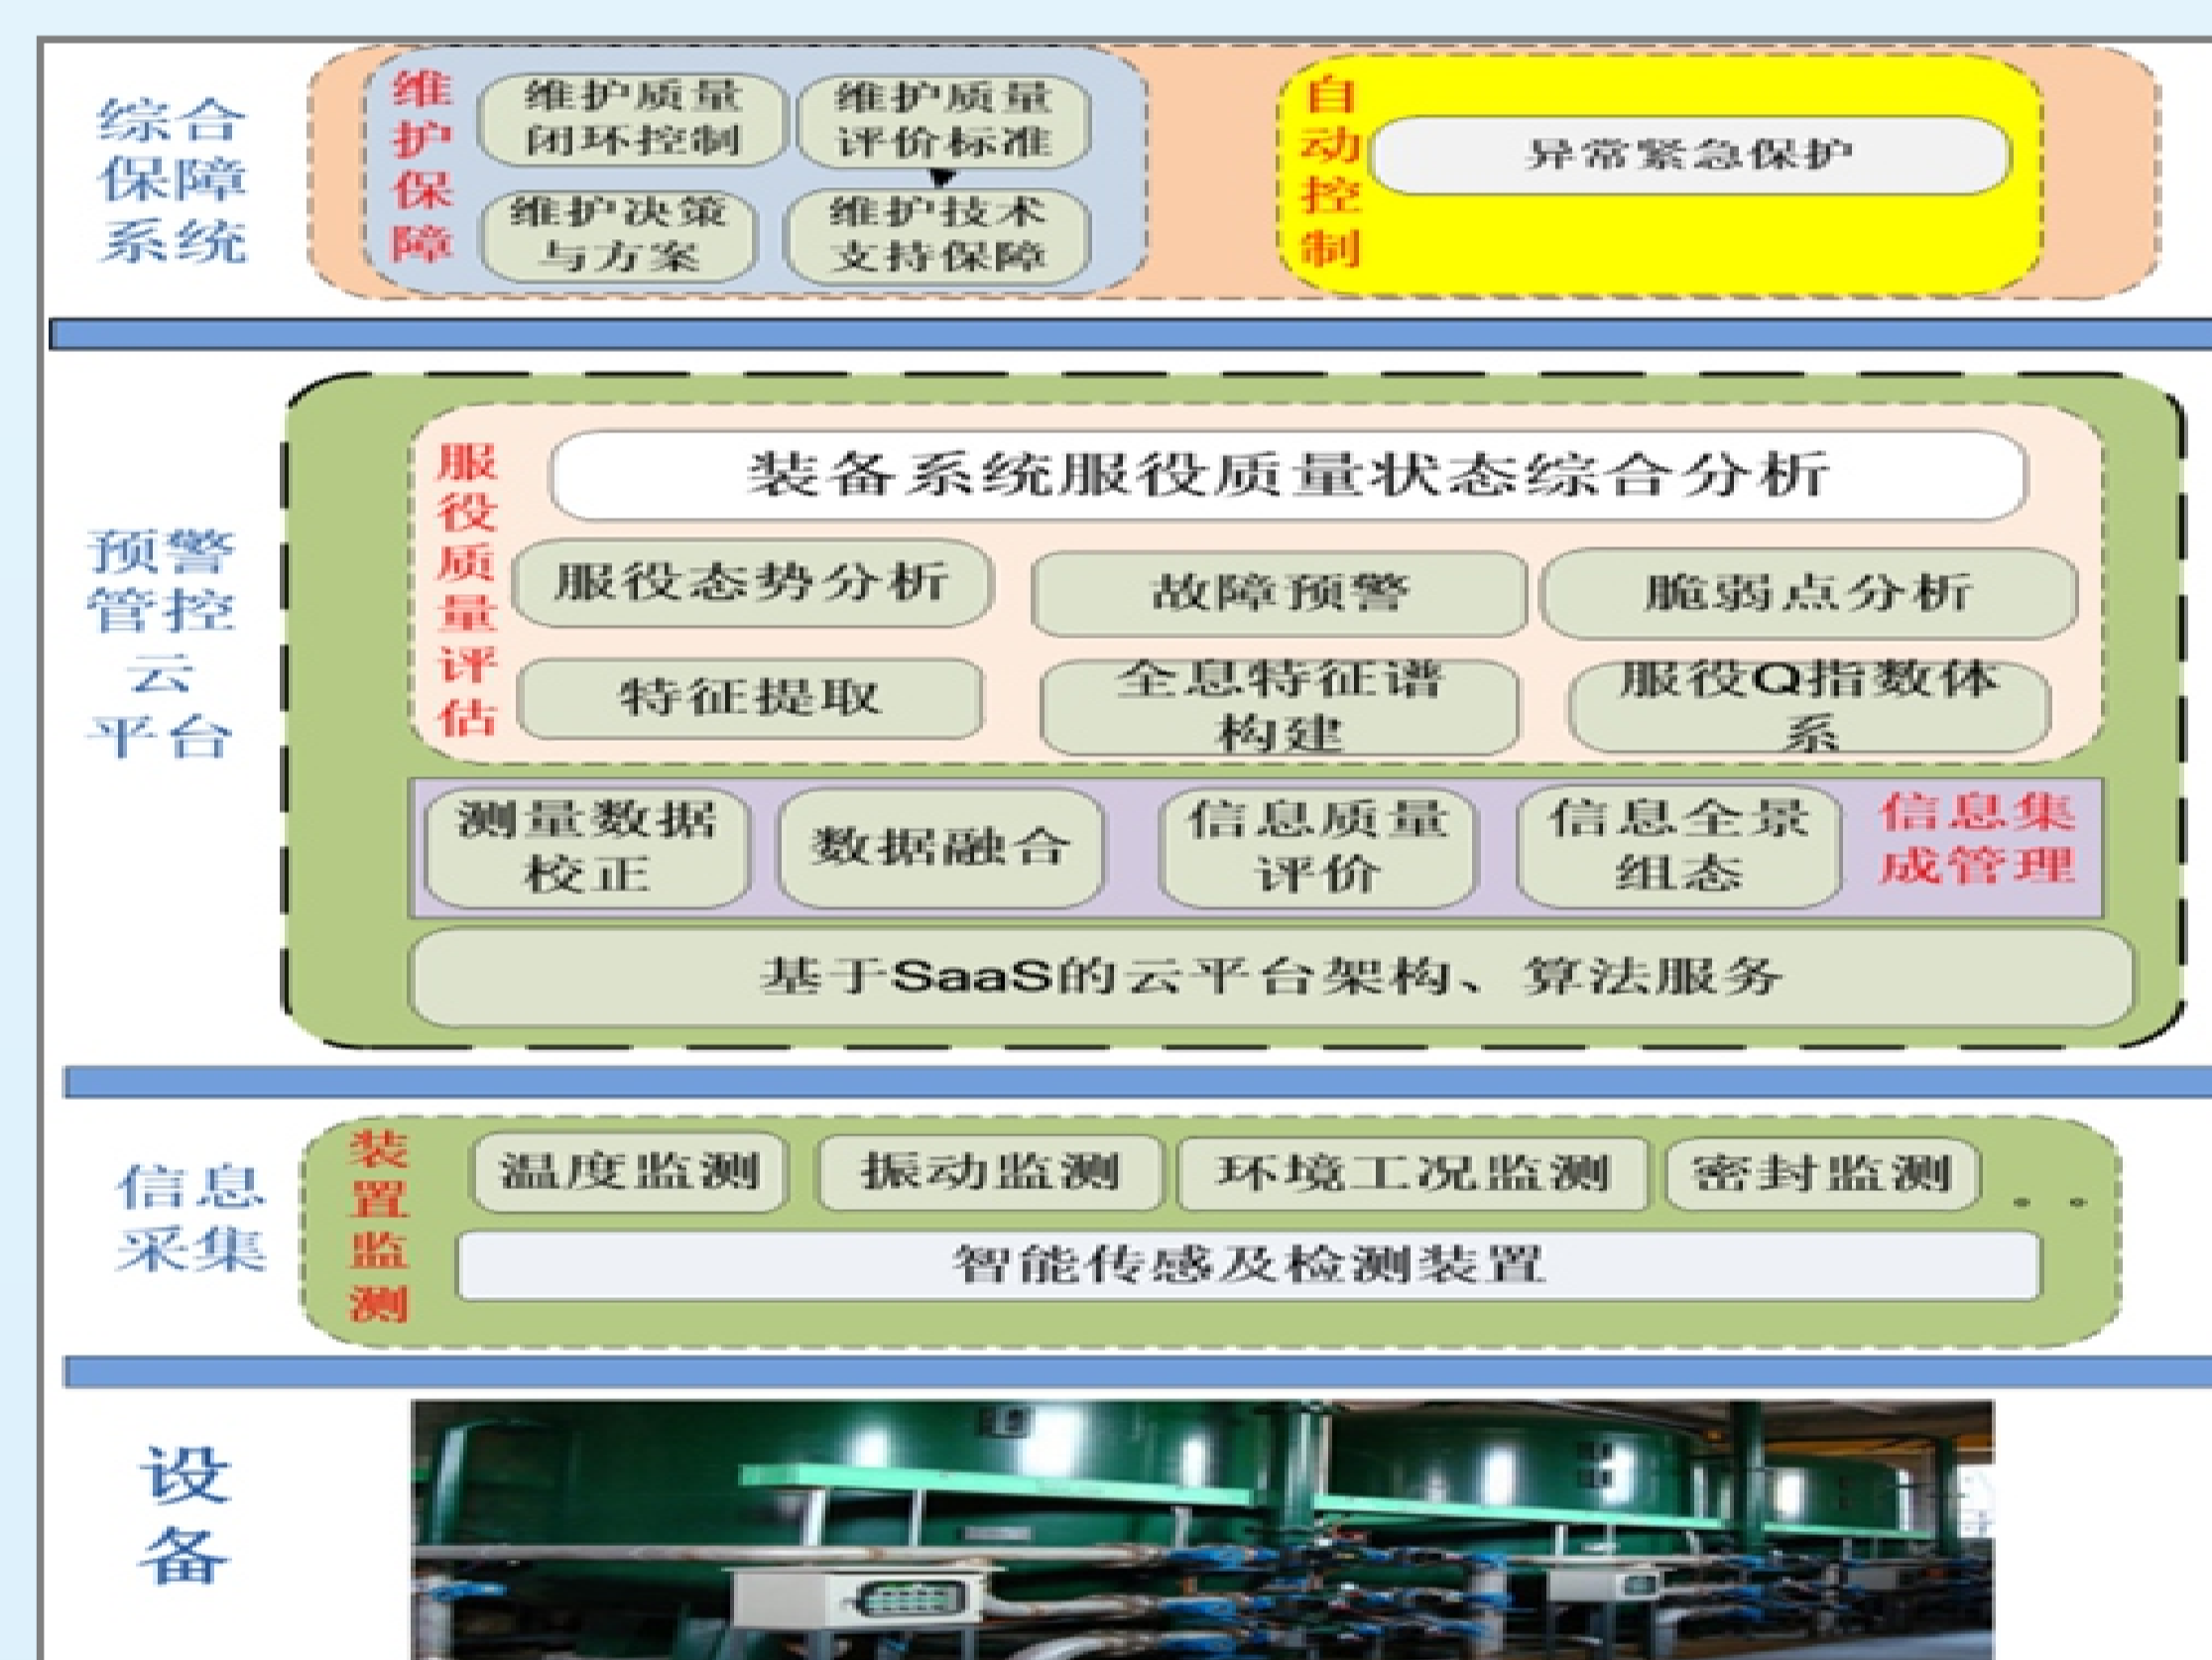 综合
保障
系统
维
护
保
障
维护质量
闭环控制
维护质量
评价标准
维护决策
与方案
维护技术
支持保障
自
动
控
制
异常紧急保护
预警
管控
云
平台
服
役
质
量
评
估
装备系统服役质量状态综合分析
服役态势分析
故障预警
脆弱点分析
特征提取
全息特征谱
构建
服役Q指数体
系
测量数据
校正
数据融合
信息质量
评价
信息全景
组态
信息集
成管理
基于SaaS的云平台架构、算法服务
信息
采集
装
置
监
测
温度监测
振动监测
环境工况监测
密封监测
。。
智能传感及检测装置
设
备